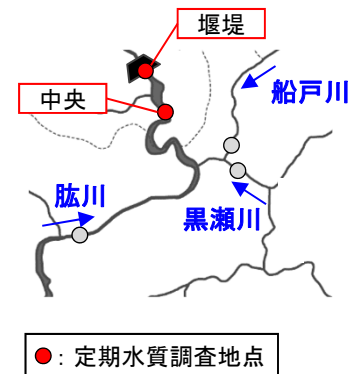 堰堤
中央
船戸川
肱川
黒瀬川
●：定期水質調査地点